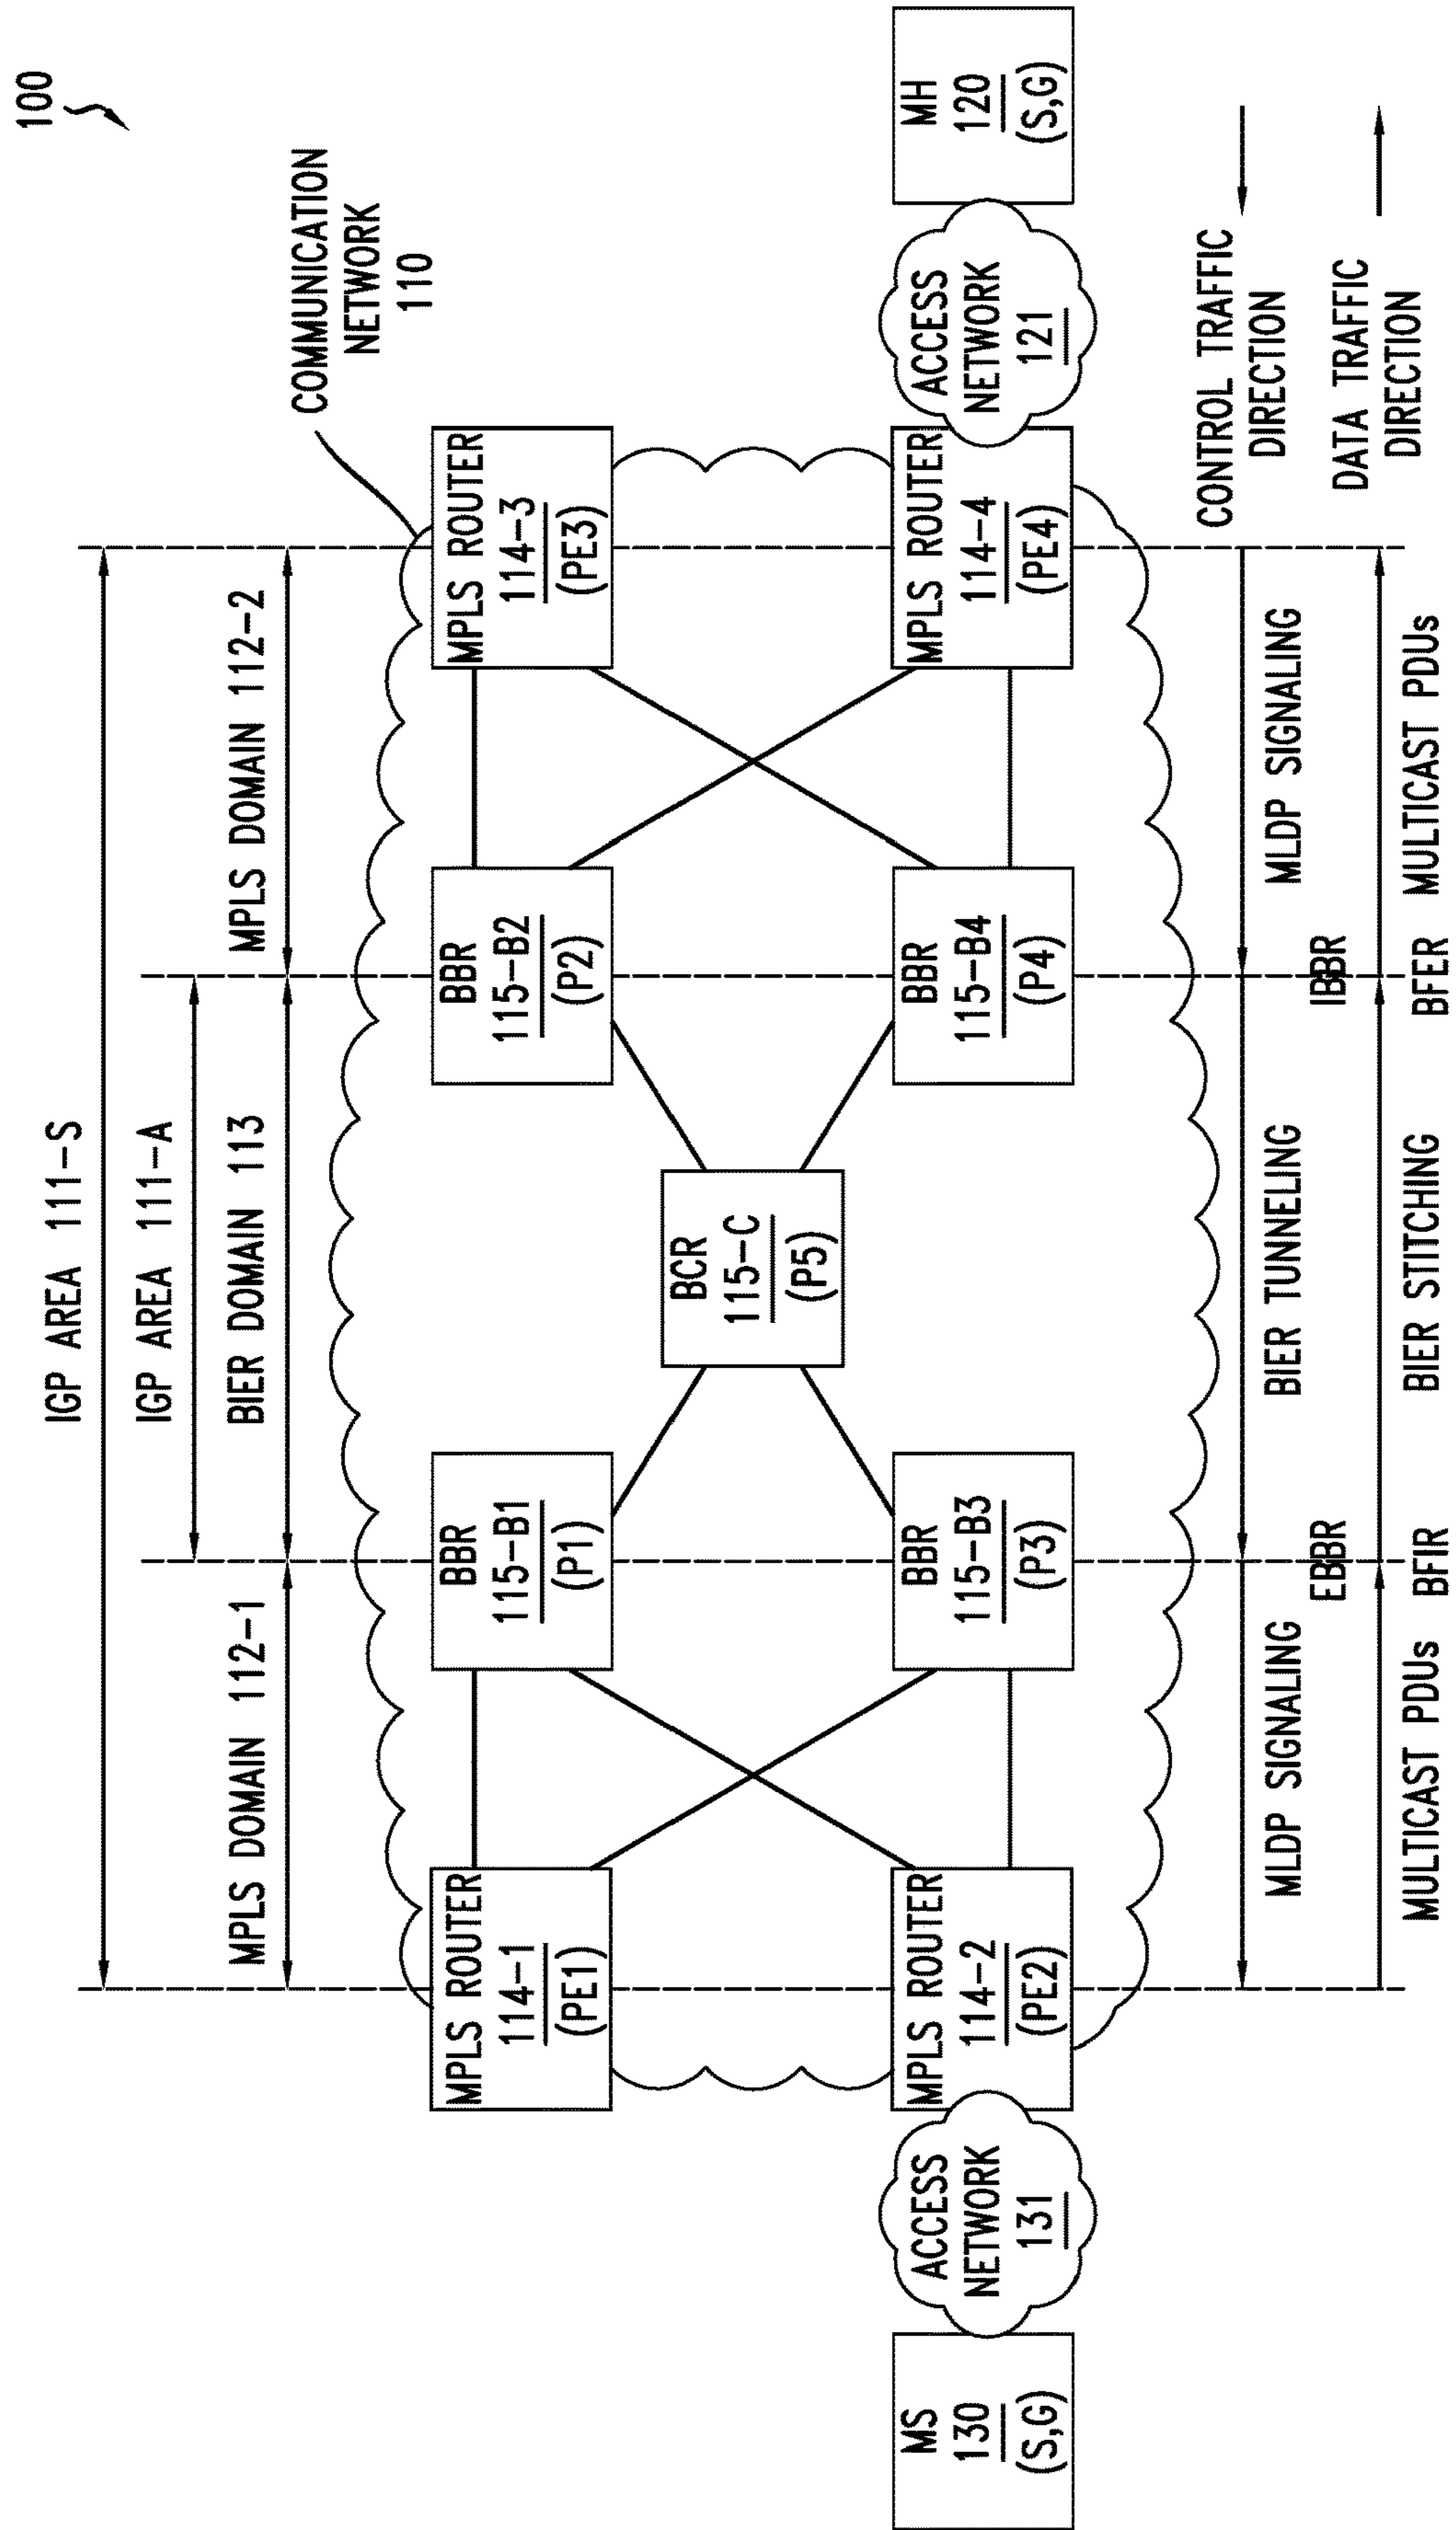 100
COMMUNICATION
NETWORK
110
IGP AREA 111-S
IGP AREA 111-A
MPLS DOMAIN 112-1
BIER DOMAIN 113
MPLS DOMAIN 112-2
MPLS ROUTER
114-1
(PE1)
BBR
115-B1
(P1)
BBR
115-B2
(P2)
MPLS ROUTER
114-3
(PE3)
BCR
115-C
(P5)
MS
130
(S,G)
ACCESS
NETWORK
131
MPLS ROUTER
114-2
(PE2)
BBR
115-B3
(P3)
BBR
115-B4
(P4)
MPLS ROUTER
114-4
(PE4)
ACCESS
NETWORK
121
MH
120
(S,G)
CONTROL TRAFFIC
DIRECTION
MLDP SIGNALING
BIER TUNNELING
MLDP SIGNALING
EBBR
IBBR
DATA TRAFFIC
DIRECTION
MULTICAST PDUs
BFIR
BIER STITCHING
BFER
MULTICAST PDUs